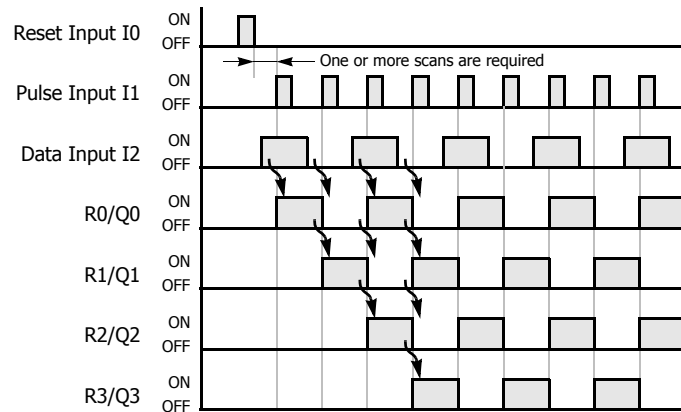 Reset Input I0
ON
OFF
One or more scans are required
Pulse Input I1
ON
OFF
Data Input I2
ON
OFF
R0/Q0
ON
OFF
R1/Q1
ON
OFF
R2/Q2
ON
OFF
R3/Q3
ON
OFF